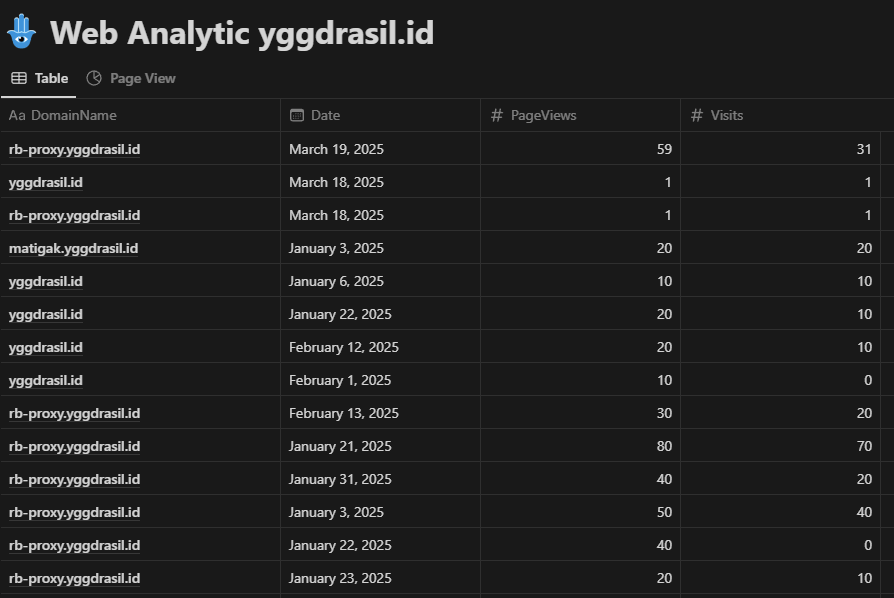 Web Analytic yggdrasil.id
Table Page View
Aa DomainName Date # PageViews # Visits
rb-proxy.yggdrasil.id March 19, 2025 59 31
yggdrasil.id March 18, 2025 1 1
rb-proxy.yggdrasil.id March 18, 2025 1 1
matigak.yggdrasil.id January 3, 2025 20 20
yggdrasil.id January 6, 2025 10 10
yggdrasil.id January 22, 2025 20 10
yggdrasil.id February 12, 2025 20 10
yggdrasil.id February 1, 2025 10 0
rb-proxy.yggdrasil.id February 13, 2025 30 20
rb-proxy.yggdrasil.id January 21, 2025 80 70
rb-proxy.yggdrasil.id January 31, 2025 40 20
rb-proxy.yggdrasil.id January 3, 2025 50 40
rb-proxy.yggdrasil.id January 22, 2025 40 0
rb-proxy.yggdrasil.id January 23, 2025 20 10